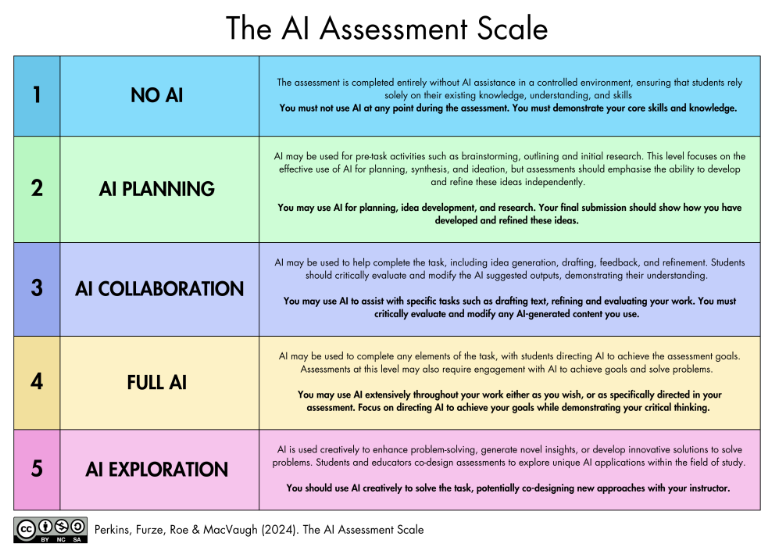 The AI Assessment Scale
1
NO AI
The assessment is completed entirely without AI assistance in a controlled environment, ensuring that students rely
solely on their existing knowledge, understanding, and skills
You must not use AI at any point during the assessment. You must demonstrate your core skills and knowledge.
2
AI PLANNING
AI may be used for pre-task activities such as brainstorming, outlining and initial research. This level focuses on the
effective use of AI for planning, synthesis, and ideation, but assessments should emphasise the ability to develop
and refine these ideas independently.
You may use AI for planning, idea development, and research. Your final submission should show how you have
developed and refined these ideas.
3
AI COLLABORATION
AI may be used to help complete the task, including idea generation, drafting, feedback, and refinement. Students
should critically evaluate and modify the AI suggested outputs, demonstrating their understanding.
You may use AI to assist with specific tasks such as drafting text, refining and evaluating your work. You must
critically evaluate and modify any AI-generated content you use.
4
FULL AI
AI may be used to complete any elements of the task, with students directing AI to achieve the assessment goals.
Assessments at this level may also require engagement with AI to achieve goals and solve problems.
You may use AI extensively throughout your work either as you wish, or as specifically directed in your
assessment. Focus on directing AI to achieve your goals while demonstrating your critical thinking.
5
AI EXPLORATION
AI is used creatively to enhance problem-solving, generate novel insights, or develop innovative solutions to solve
problems. Students and educators co-design assessments to explore unique AI applications within the field of study.
You should use AI creatively to solve the task, potentially co-designing new approaches with your instructor.
cc BY NC SA
Perkins, Furze, Roe & MacVaugh (2024). The AI Assessment Scale